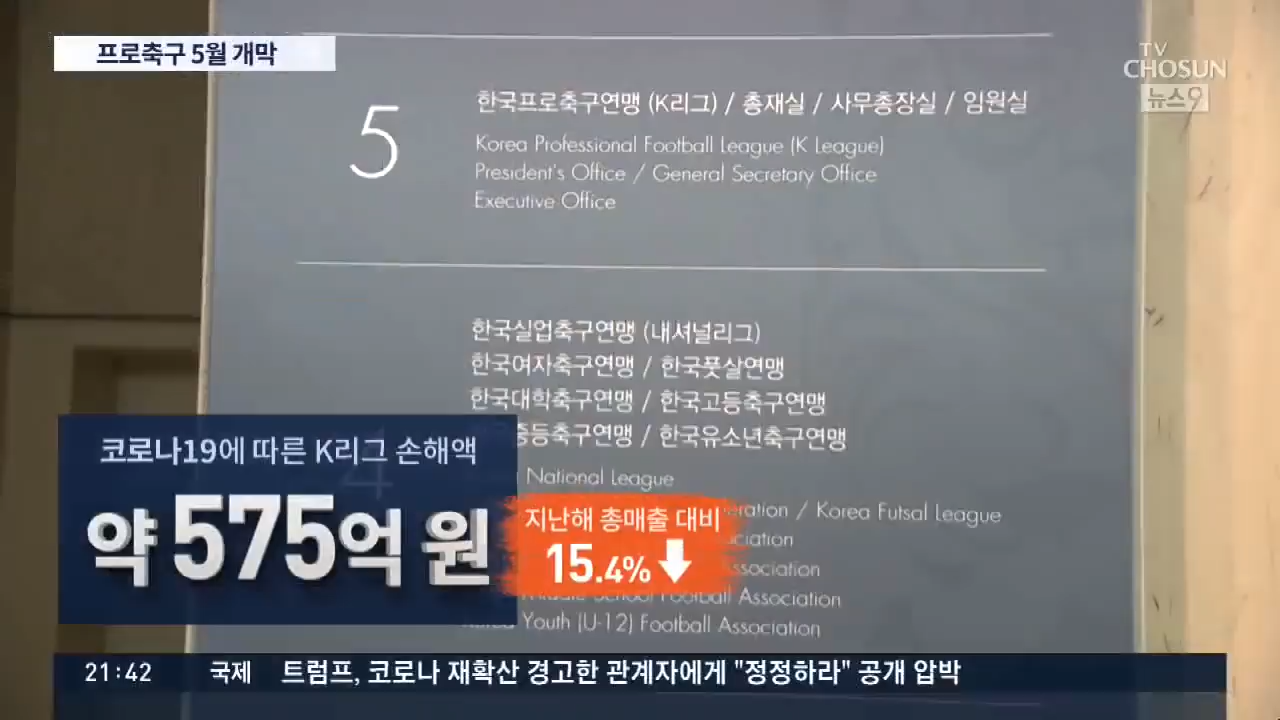 프로축구 5월 개막
TV
CHOSUN
뉴스9
5
한국프로축구연맹 (K리그) / 총재실 / 사무총장실 / 임원실
Korea Professional Football League (K League)
President's Office / General Secretary Office
Executive Office
한국실업축구연맹 (내셔널리그)
한국여자축구연맹 / 한국풋살연맹
한국대학축구연맹 / 한국고등축구연맹
중등축구연맹 / 한국유소년축구연맹
4
National League
/ Korea Futsal League
School Football Association
Youth (U-12) Football Association
코로나19에 따른 K리그 손해액
약 575억 원
지난해 총매출 대비
15.4%
21:42 국제 트럼프, 코로나 재확산 경고한 관계자에게 "정정하라" 공개 압박